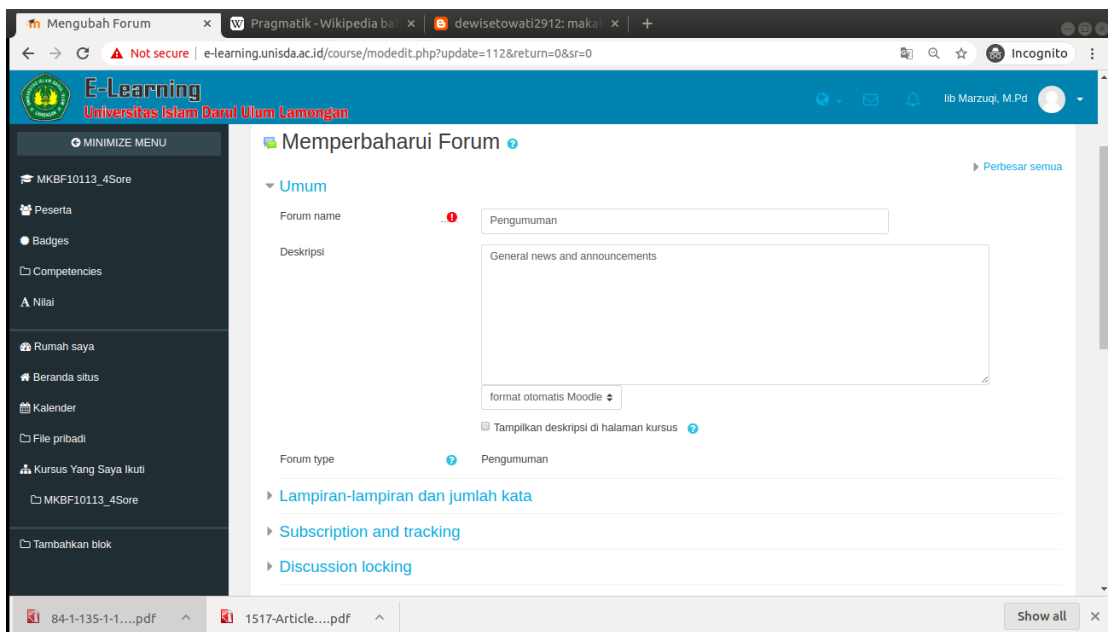 Mengubah Forum
Pragmatik - Wikipedia ba
dewisetowati2912: maka
Not secure | e-learning.unisda.ac.id/course/modedit.php?update=112&return=0&sr=0
Incognito
E-Learning
Universitas Islam Darul Ulum Lamongan
Iib Marzuqi, M.Pd
MINIMIZE MENU
MKBF10113_4Sore
Peserta
Badges
Competencies
Nilai
Rumah saya
Beranda situs
Kalender
File pribadi
Kursus Yang Saya Ikuti
MKBF10113_4Sore
Tambahkan blok
Memperbaharui Forum
Perbesar semua
Umum
Forum name
Pengumuman
Deskripsi
General news and announcements
format otomatis Moodle
Tampilkan deskripsi di halaman kursus
Forum type
Pengumuman
Lampiran-lampiran dan jumlah kata
Subscription and tracking
Discussion locking
84-1-135-1-1....pdf
1517-Article....pdf
Show all